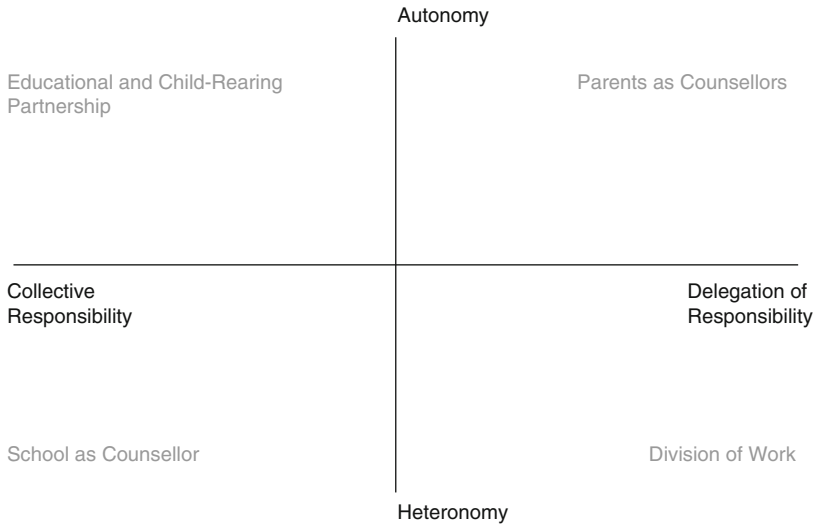 Autonomy
Educational and Child-Rearing
Partnership
Parents as Counsellors
Collective
Responsibility
Delegation of
Responsibility
School as Counsellor
Division of Work
Heteronomy